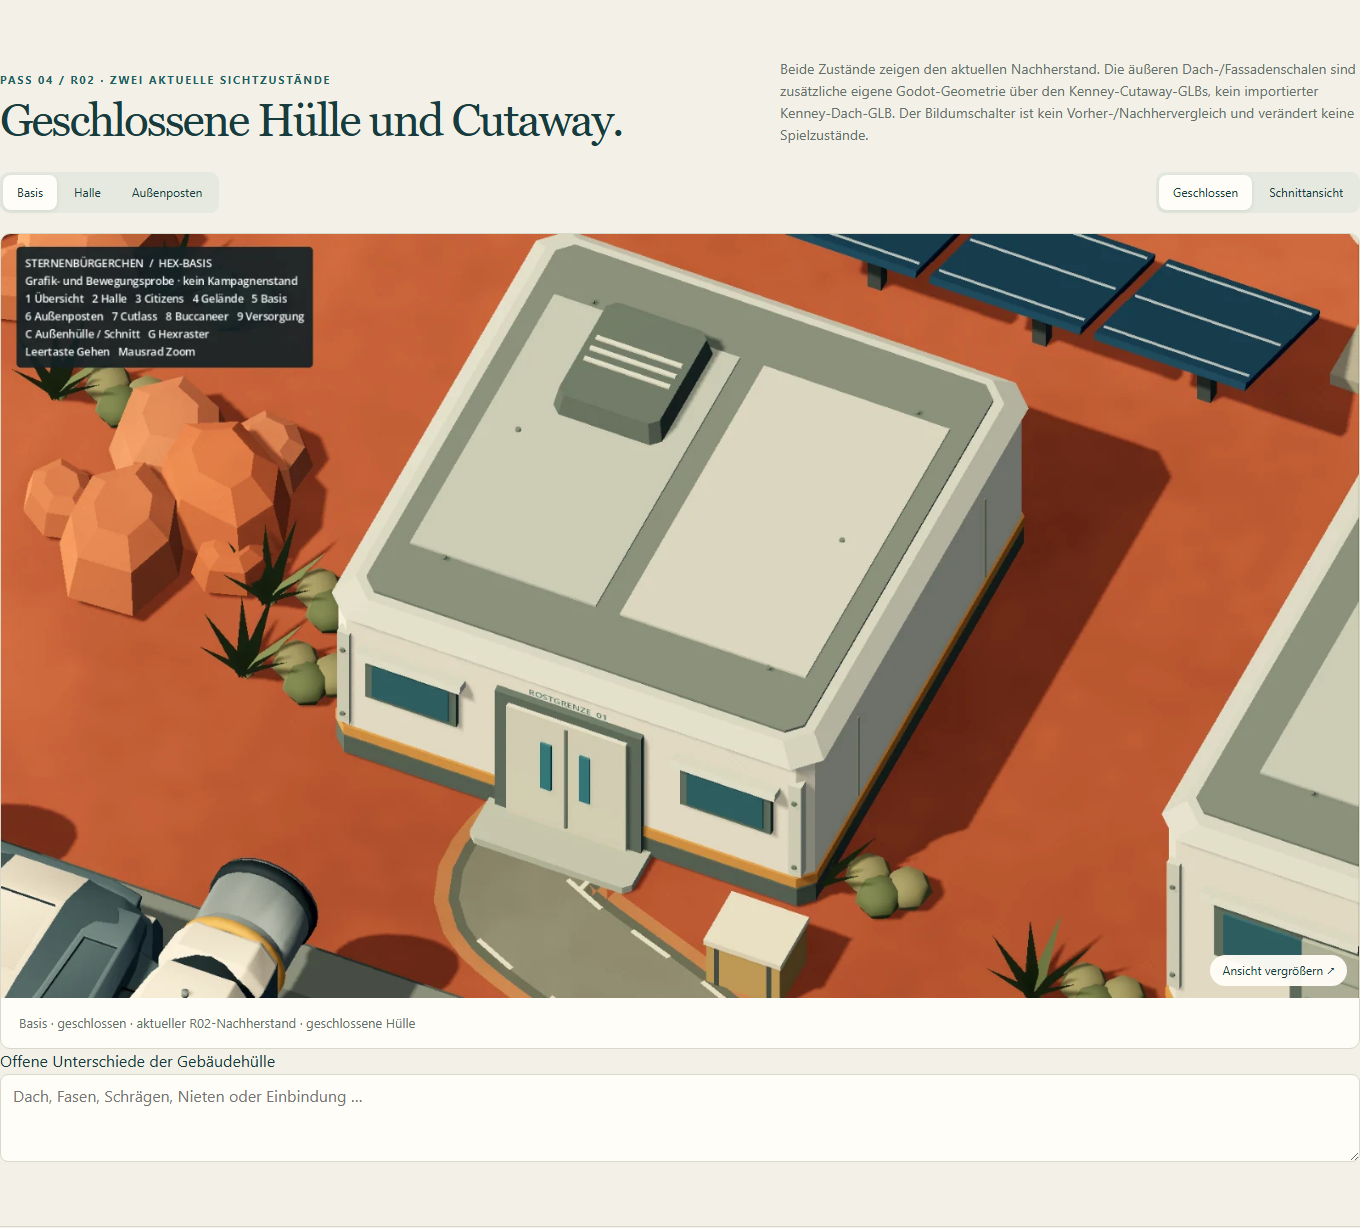 PASS 04 / R02 · ZWEI AKTUELLE SICHTZUSTÄNDE
Geschlossene Hülle und Cutaway.
Beide Zustände zeigen den aktuellen Nachherstand. Die äußeren Dach-/Fassadenschalen sind
zusätzliche eigene Godot-Geometrie über den Kenney-Cutaway-GLBs, kein importierter
Kenney-Dach-GLB. Der Bildumschalter ist kein Vorher-/Nachhervergleich und verändert keine
Spielzustände.
Basis Halle Außenposten
Geschlossen Schnittansicht
STERNENBÜRGERCHEN / HEX-BASIS
Grafik- und Bewegungsprobe · kein Kampagnenstand
1 Übersicht 2 Halle 3 Citizens 4 Gelände 5 Basis
6 Außenposten 7 Cutlass 8 Buccaneer 9 Versorgung
C Außenhülle / Schnitt G Hexraster
Leertaste Gehen Mausrad Zoom
ROSTGRENZE 01
Ansicht vergrößern ↗
Basis · geschlossen · aktueller R02-Nachherstand · geschlossene Hülle
Offene Unterschiede der Gebäudehülle
Dach, Fasen, Schrägen, Nieten oder Einbindung ...